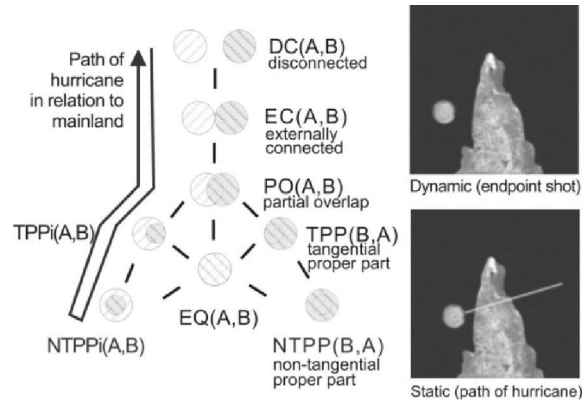 Path of
hurricane
in relation to
mainland
DC(A,B)
disconnected
EC(A,B)
externally
connected
PO(A,B)
partial overlap
TPPi(A,B)
TPP(B,A)
tangential
proper part
EQ(A,B)
NTPPi(A,B)
NTPP(B,A)
non-tangential
proper part
Dynamic (endpoint shot)
Static (path of hurricane)